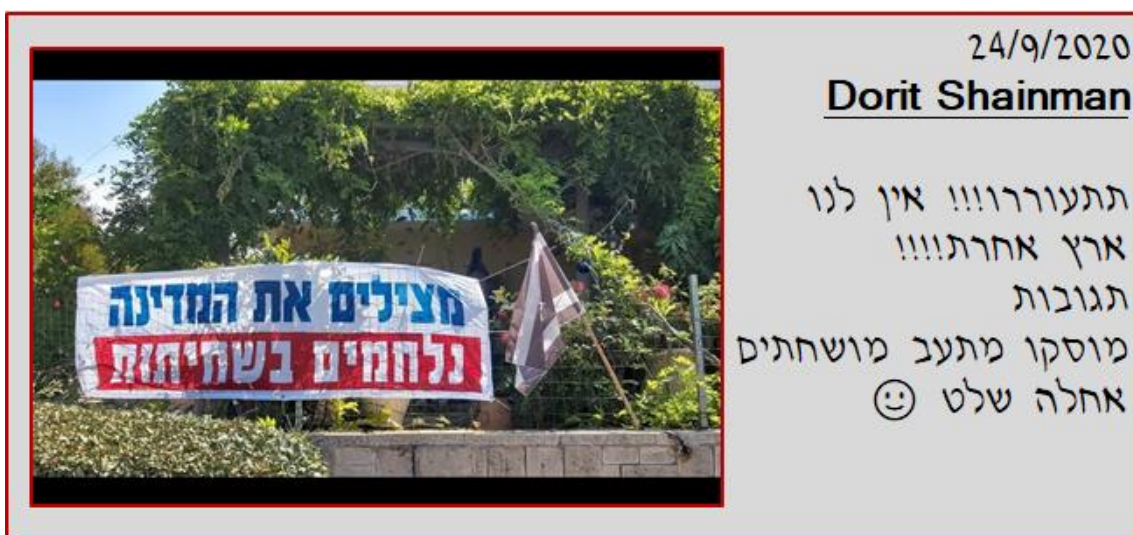 24/9/2020
Dorit Shainman
תתעוררו!!! אין לנו
ארץ אחרת!!!!
תגובות
מוסקו מתעב מושחתים
אחלה שלט ☺
מצילים את המדינה
נלחמים בשחיתות